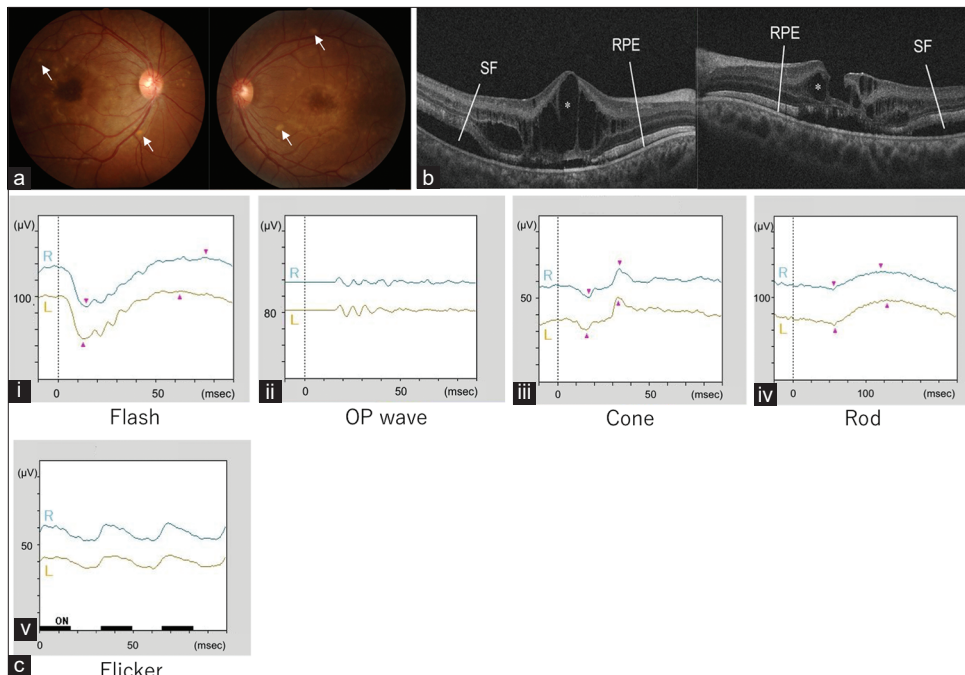 a
SF
RPE
*
b
RPE
SF
*
(µV)
R
100
L
i
0
50
(msec)
Flash
R
80
L
ii
0
50
(msec)
OP wave
(µV)
R
50
L
iii
0
50
(msec)
Cone
(µV)
R
100
L
iv
0
100
(msec)
Rod
(µV)
R
50
L
ON
v
0
50
(msec)
c
Flicker